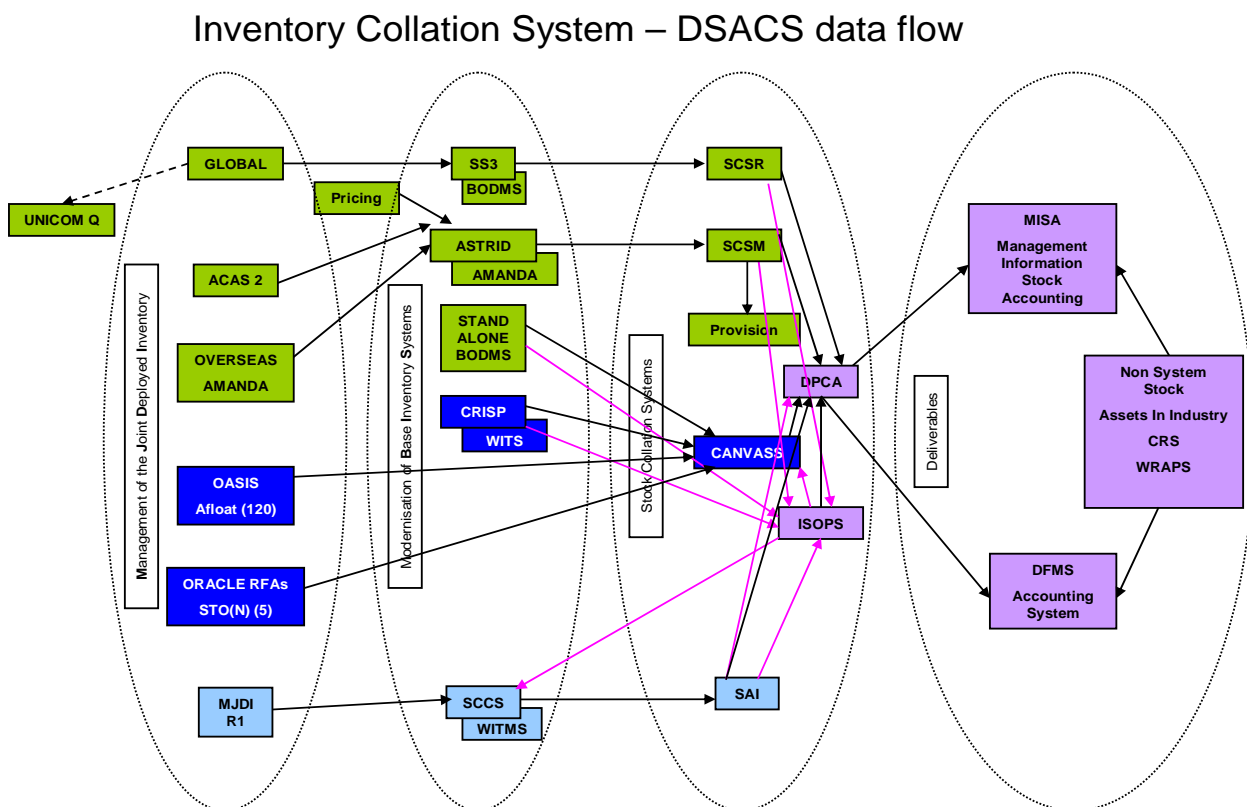 Inventory Collation System – DSACS data flow
GLOBAL
SS3
BODMS
SCSR
Pricing
UNICOM Q
MISA
Management
Information
Stock
Accounting
ASTRID
AMANDA
SCSM
ACAS 2
STAND
ALONE
BODMS
Provision
OVERSEAS
AMANDA
DPCA
Non System
Stock
Assets In Industry
CRS
WRAPS
CRISP
WITS
CANVASS
OASIS
Afloat (120)
ISOPS
ORACLE RFAs
STO(N) (5)
DFMS
Accounting
System
MJDI
R1
SCCS
WITMS
SAI
Management of the Joint Deployed Inventory
Modernisation of Base Inventory Systems
Stock Collation Systems
Deliverables